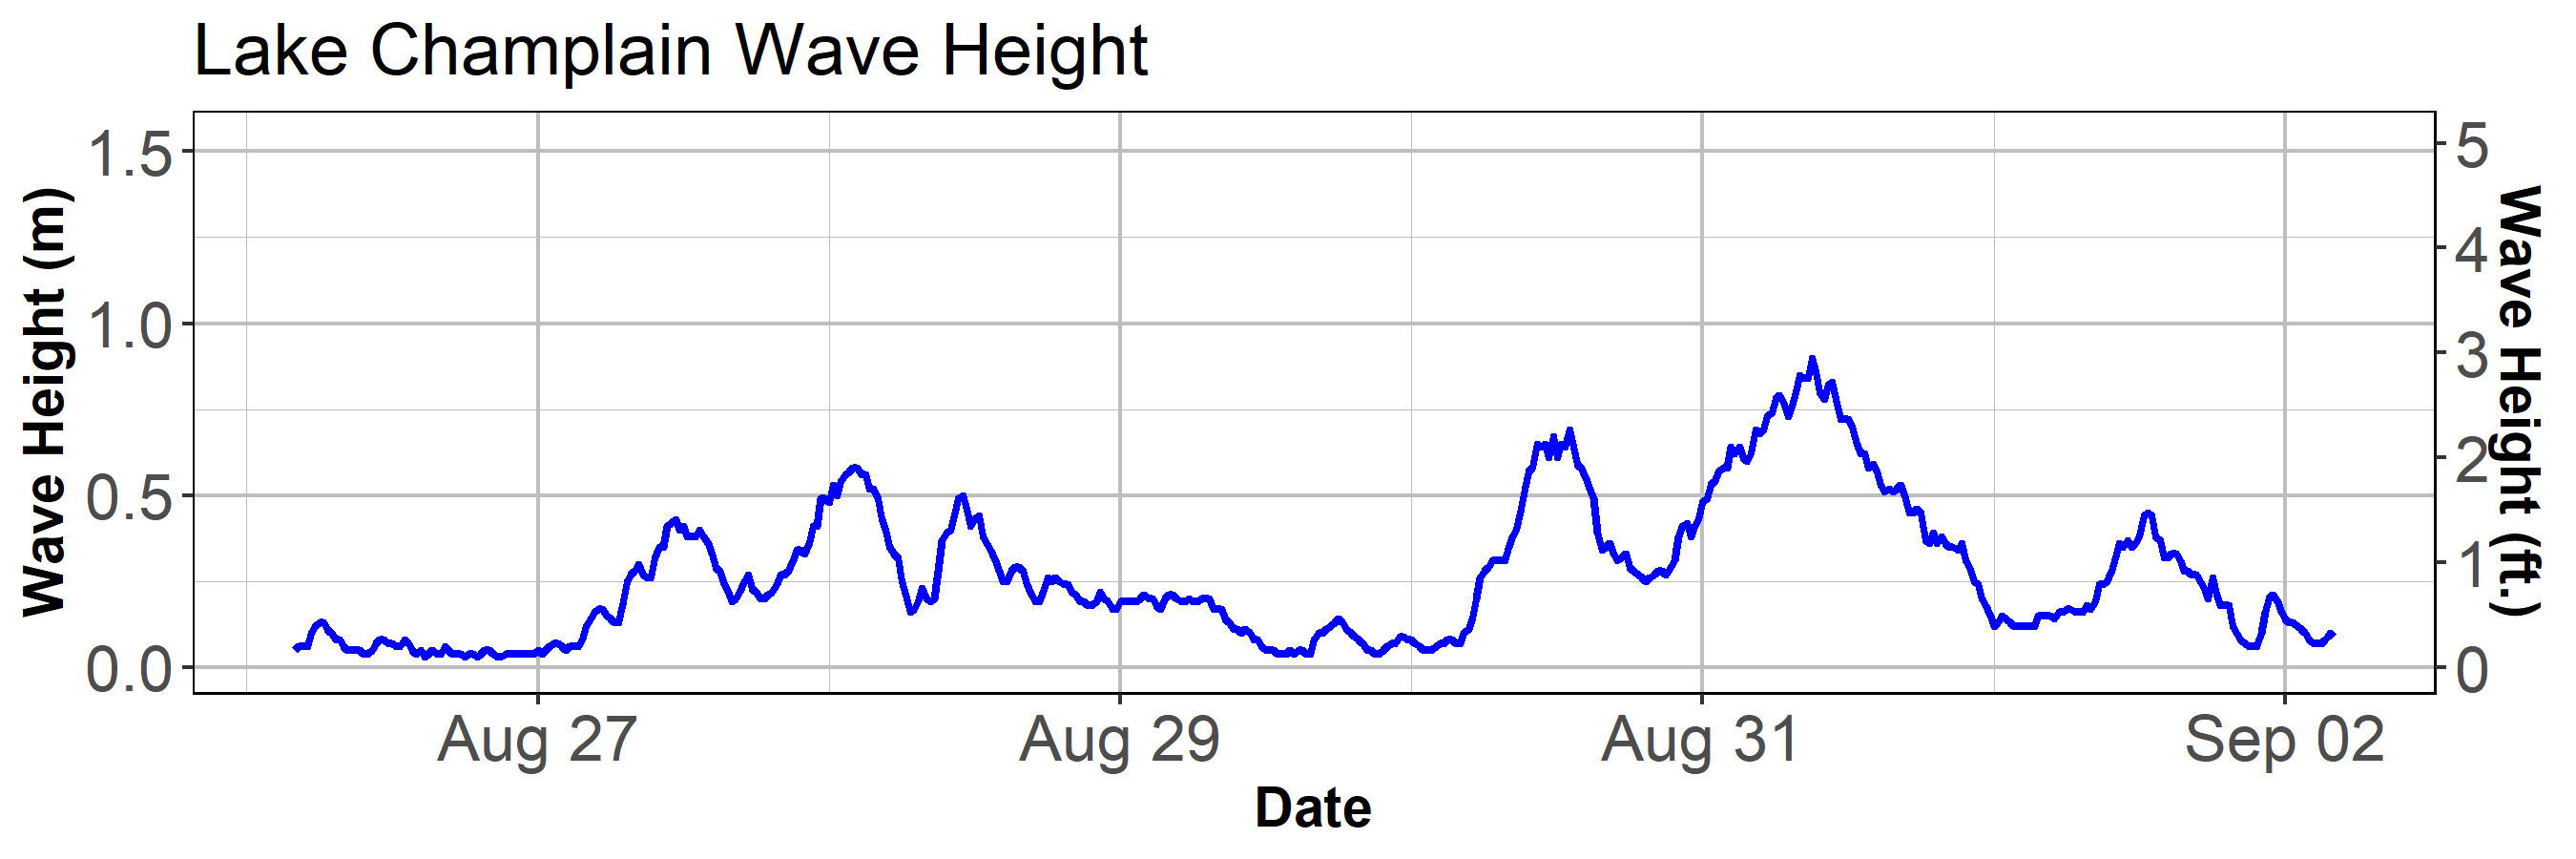 Lake Champlain Wave Height
Wave Height (m)
1.5
1.0
0.5
0.0
5
4
3
2
1
0
Wave Height (ft.)
Aug 27
Aug 29
Aug 31
Sep 02
Date